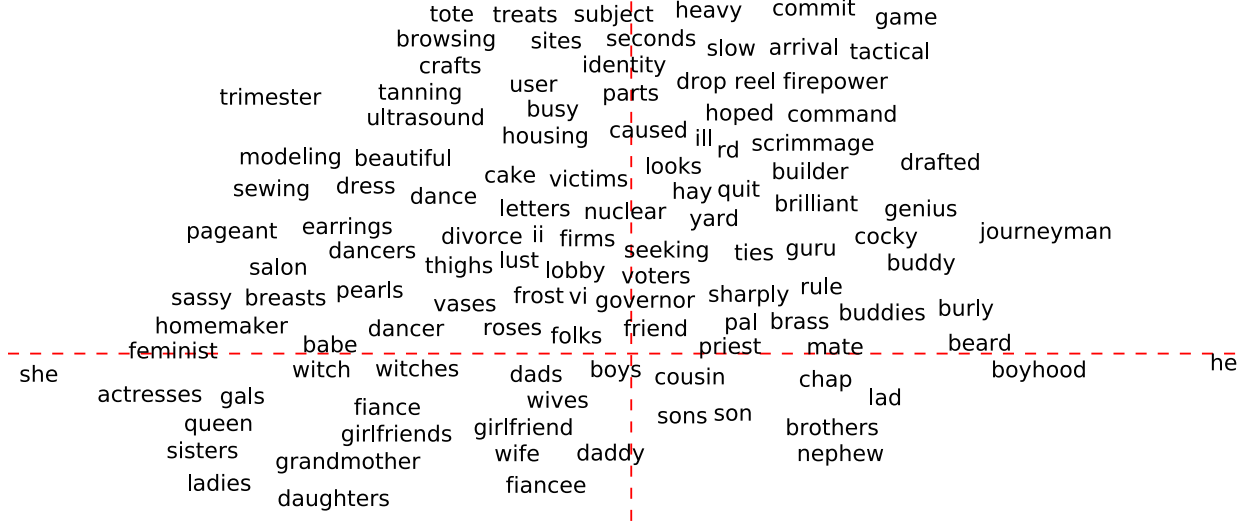 tote treats subject heavy commit game
browsing sites seconds slow arrival tactical
crafts identity drop reel firepower
trimester tanning user busy parts hoped command
ultrasound housing caused ill rd scrimmage
modeling beautiful looks builder drafted
sewing dress dance cake victims hay quit brilliant genius
letters nuclear yard
pageant earrings divorce ii firms cocky journeyman
dancers thighs lust lobby seeking ties guru buddy
salon voters
sassy breasts pearls vases frost vi governor sharply rule buddies burly
homemaker dancer roses folks friend pal brass
feminist babe priest mate beard
she witch witches dads boys cousin chap boyhood he
actresses gals fiance wives sons son lad
queen girlfriends girlfriend brothers
sisters grandmother wife daddy nephew
ladies daughters fiancee